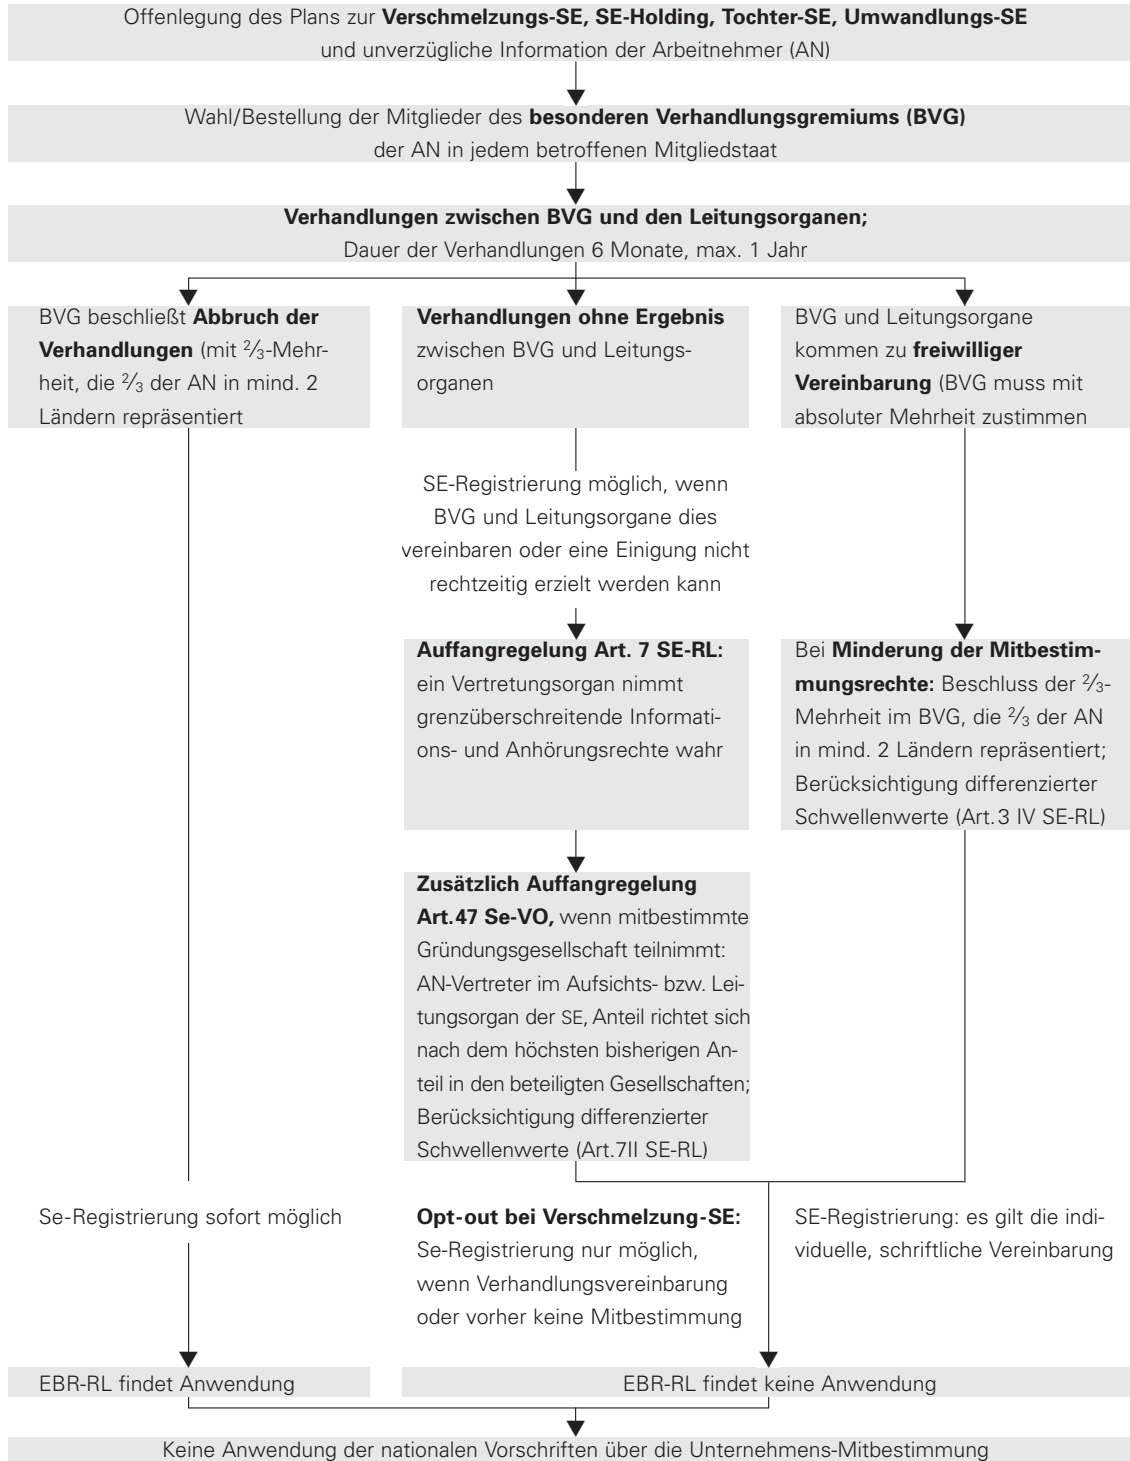 Offenlegung des Plans zur Verschmelzungs-SE, SE-Holding, Tochter-SE, Umwandlungs-SE
und unverzügliche Information der Arbeitnehmer (AN)
Wahl/Bestellung der Mitglieder des besonderen Verhandlungsgremiums (BVG)
der AN in jedem betroffenen Mitgliedstaat
Verhandlungen zwischen BVG und den Leitungsorganen;
Dauer der Verhandlungen 6 Monate, max. 1 Jahr
BVG beschließt Abbruch der
Verhandlungen (mit ⅔-Mehr-
heit, die ⅔ der AN in mind. 2
Ländern repräsentiert
Verhandlungen ohne Ergebnis
zwischen BVG und Leitungs-
organen
BVG und Leitungsorgane
kommen zu freiwilliger
Vereinbarung (BVG muss mit
absoluter Mehrheit zustimmen
SE-Registrierung möglich, wenn
BVG und Leitungsorgane dies
vereinbaren oder eine Einigung nicht
rechtzeitig erzielt werden kann
Auffangregelung Art. 7 SE-RL:
ein Vertretungsorgan nimmt
grenzüberschreitende Informati-
ons- und Anhörungsrechte wahr
Bei Minderung der Mitbestim-
mungsrechte: Beschluss der ⅔-
Mehrheit im BVG, die ⅔ der AN
in mind. 2 Ländern repräsentiert;
Berücksichtigung differenzierter
Schwellenwerte (Art. 3 IV SE-RL)
Zusätzlich Auffangregelung
Art. 47 Se-VO, wenn mitbestimmte
Gründungsgesellschaft teilnimmt:
AN-Vertreter im Aufsichts- bzw. Lei-
tungsorgan der SE, Anteil richtet sich
nach dem höchsten bisherigen An-
teil in den beteiligten Gesellschaften;
Berücksichtigung differenzierter
Schwellenwerte (Art. 7II SE-RL)
Se-Registrierung sofort möglich
Opt-out bei Verschmelzung-SE:
Se-Registrierung nur möglich,
wenn Verhandlungsvereinbarung
oder vorher keine Mitbestimmung
SE-Registrierung: es gilt die indi-
viduelle, schriftliche Vereinbarung
EBR-RL findet Anwendung
EBR-RL findet keine Anwendung
Keine Anwendung der nationalen Vorschriften über die Unternehmens-Mitbestimmung